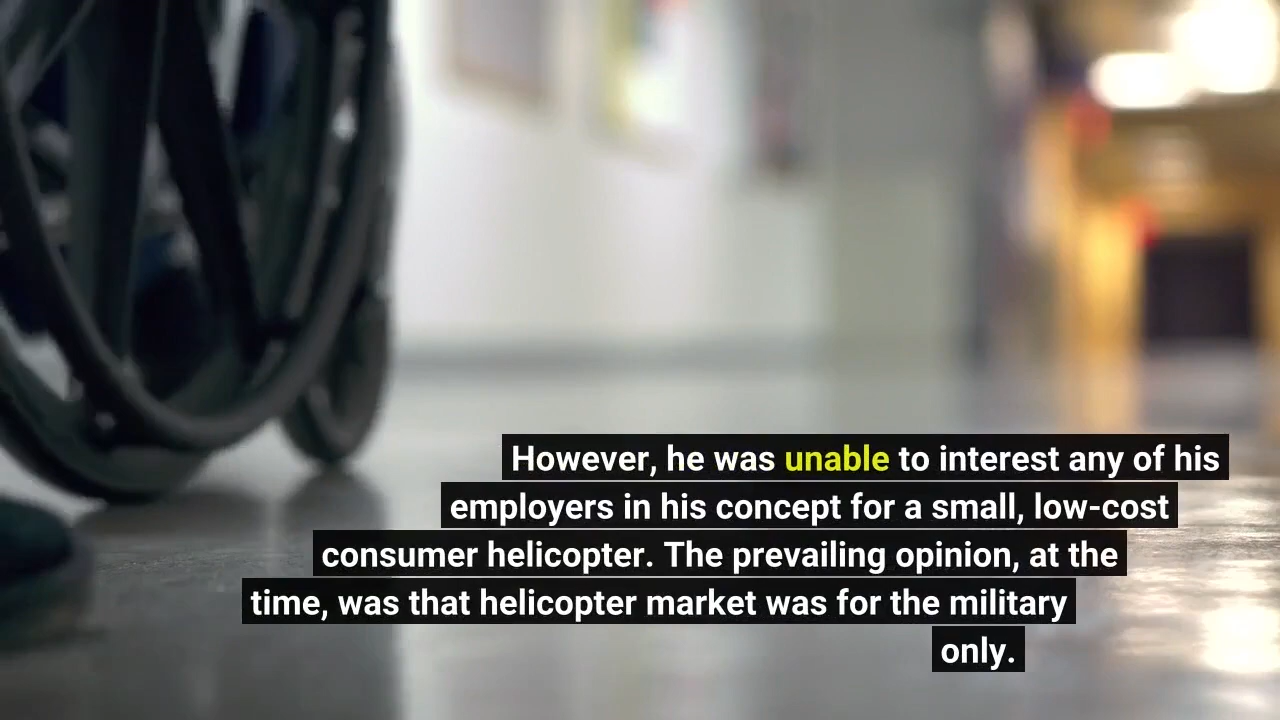 However, he was unable to interest any of his
employers in his concept for a small, low-cost
consumer helicopter. The prevailing opinion, at the
time, was that helicopter market was for the military
only.